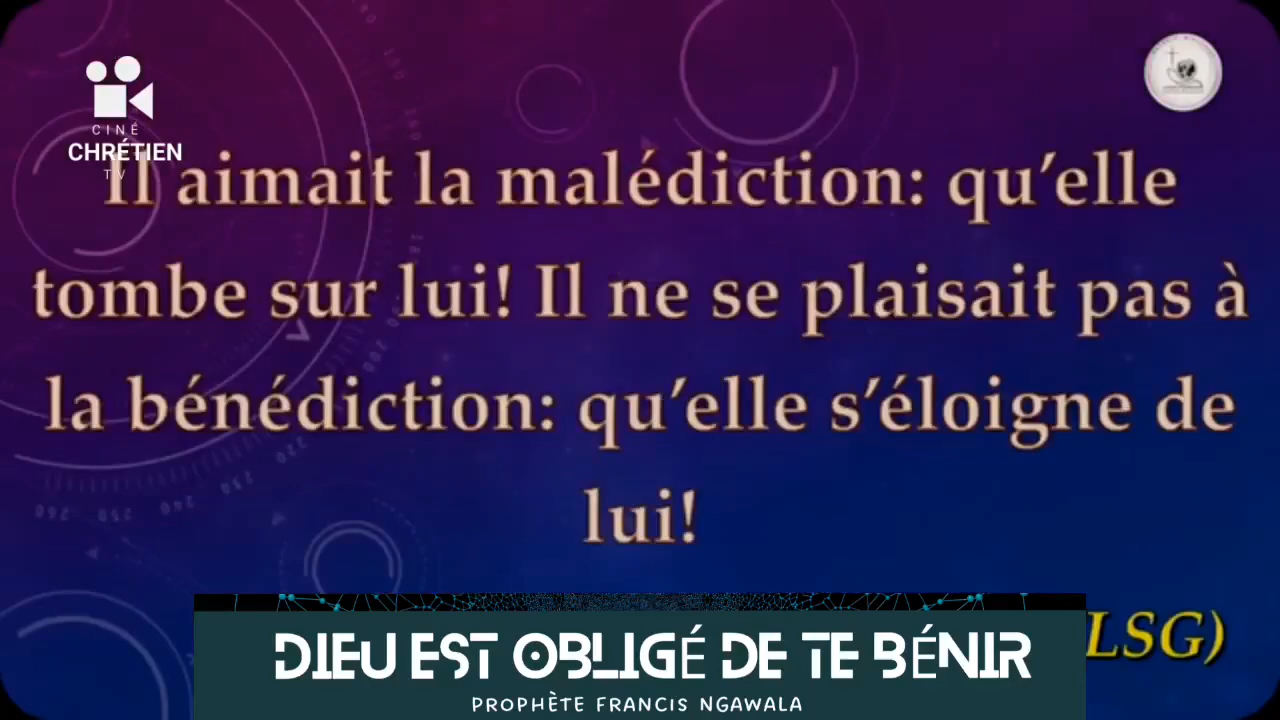 CINÉ
CHRÉTIEN
TV
Il aimait la malédiction: qu’elle
tombe sur lui! Il ne se plaisait pas à
la bénédiction: qu’elle s’éloigne de
lui!
LSG)
DIEU EST OBLIGÉ DE TE BÉNIR
PROPHÈTE FRANCIS NGAWALA